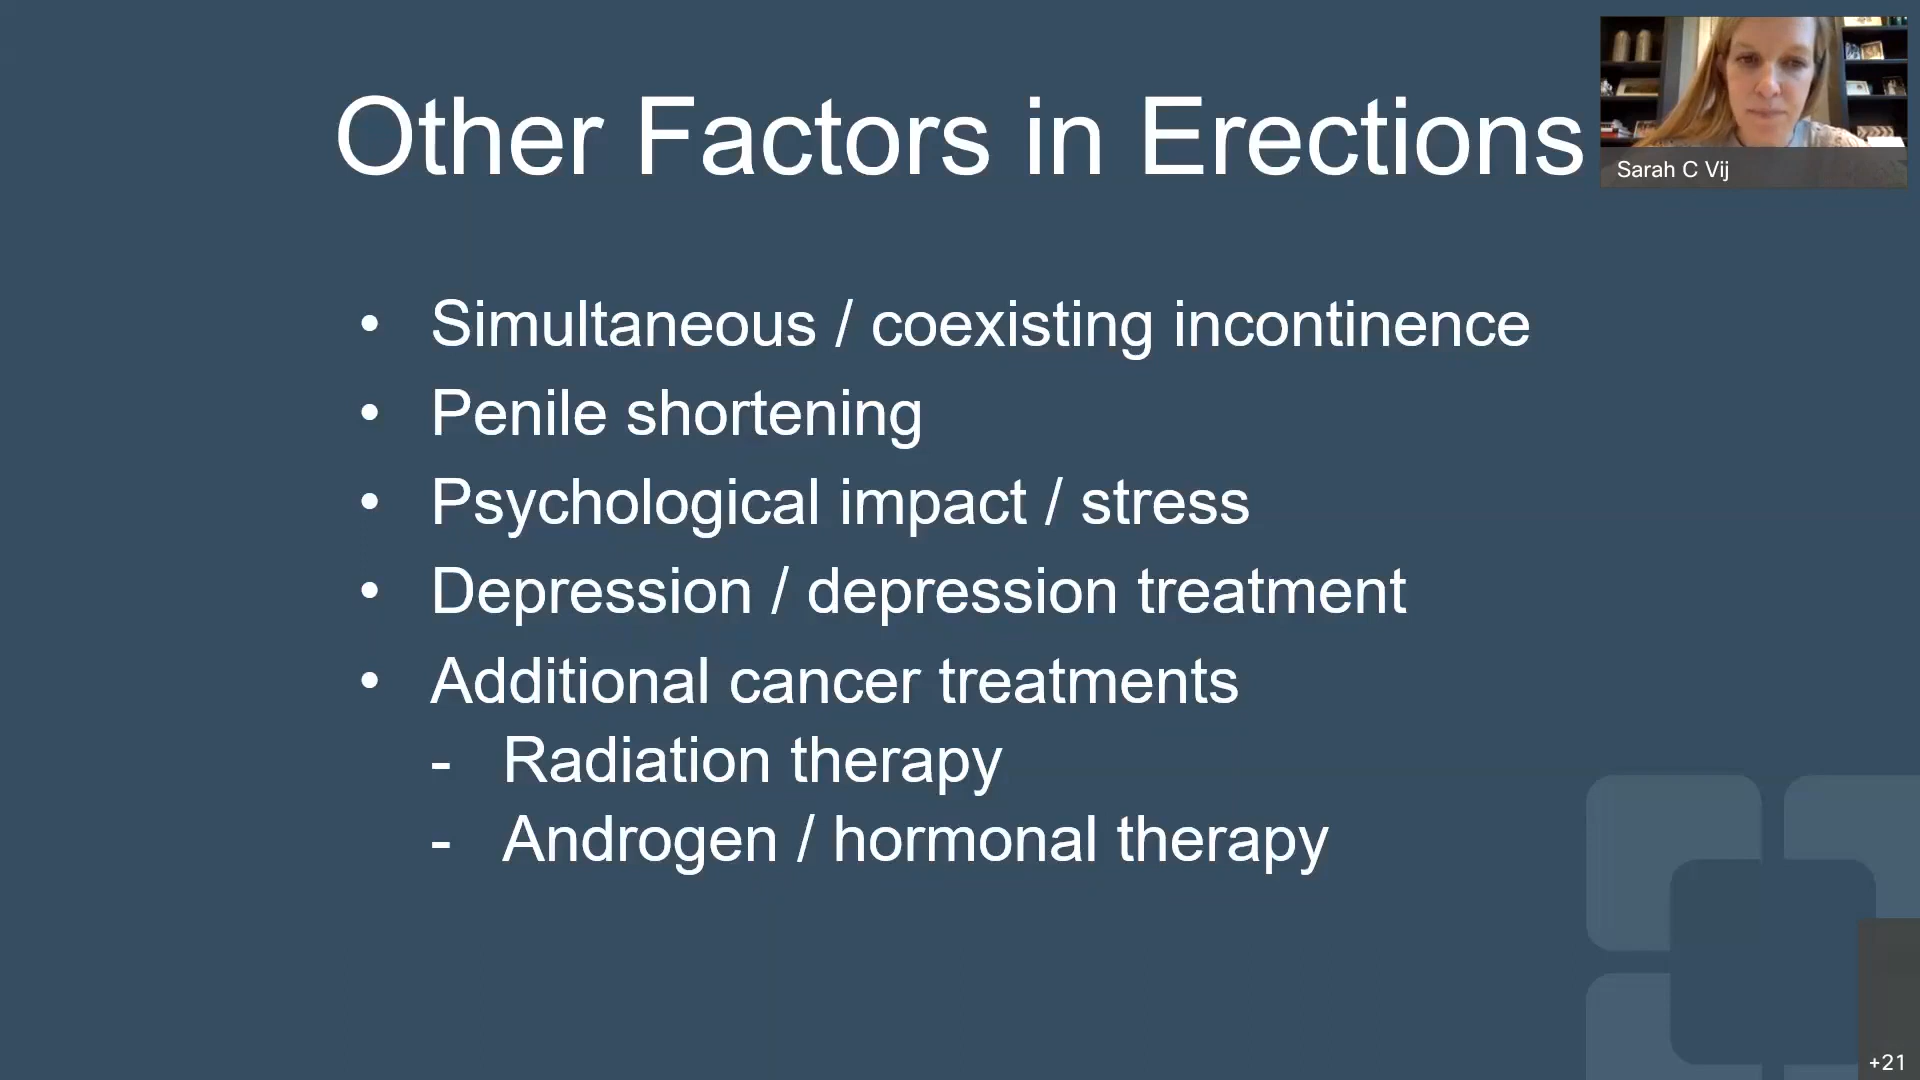 Other Factors in Erections
Sarah C Vij
• Simultaneous / coexisting incontinence
• Penile shortening
• Psychological impact / stress
• Depression / depression treatment
• Additional cancer treatments
- Radiation therapy
- Androgen / hormonal therapy
+21